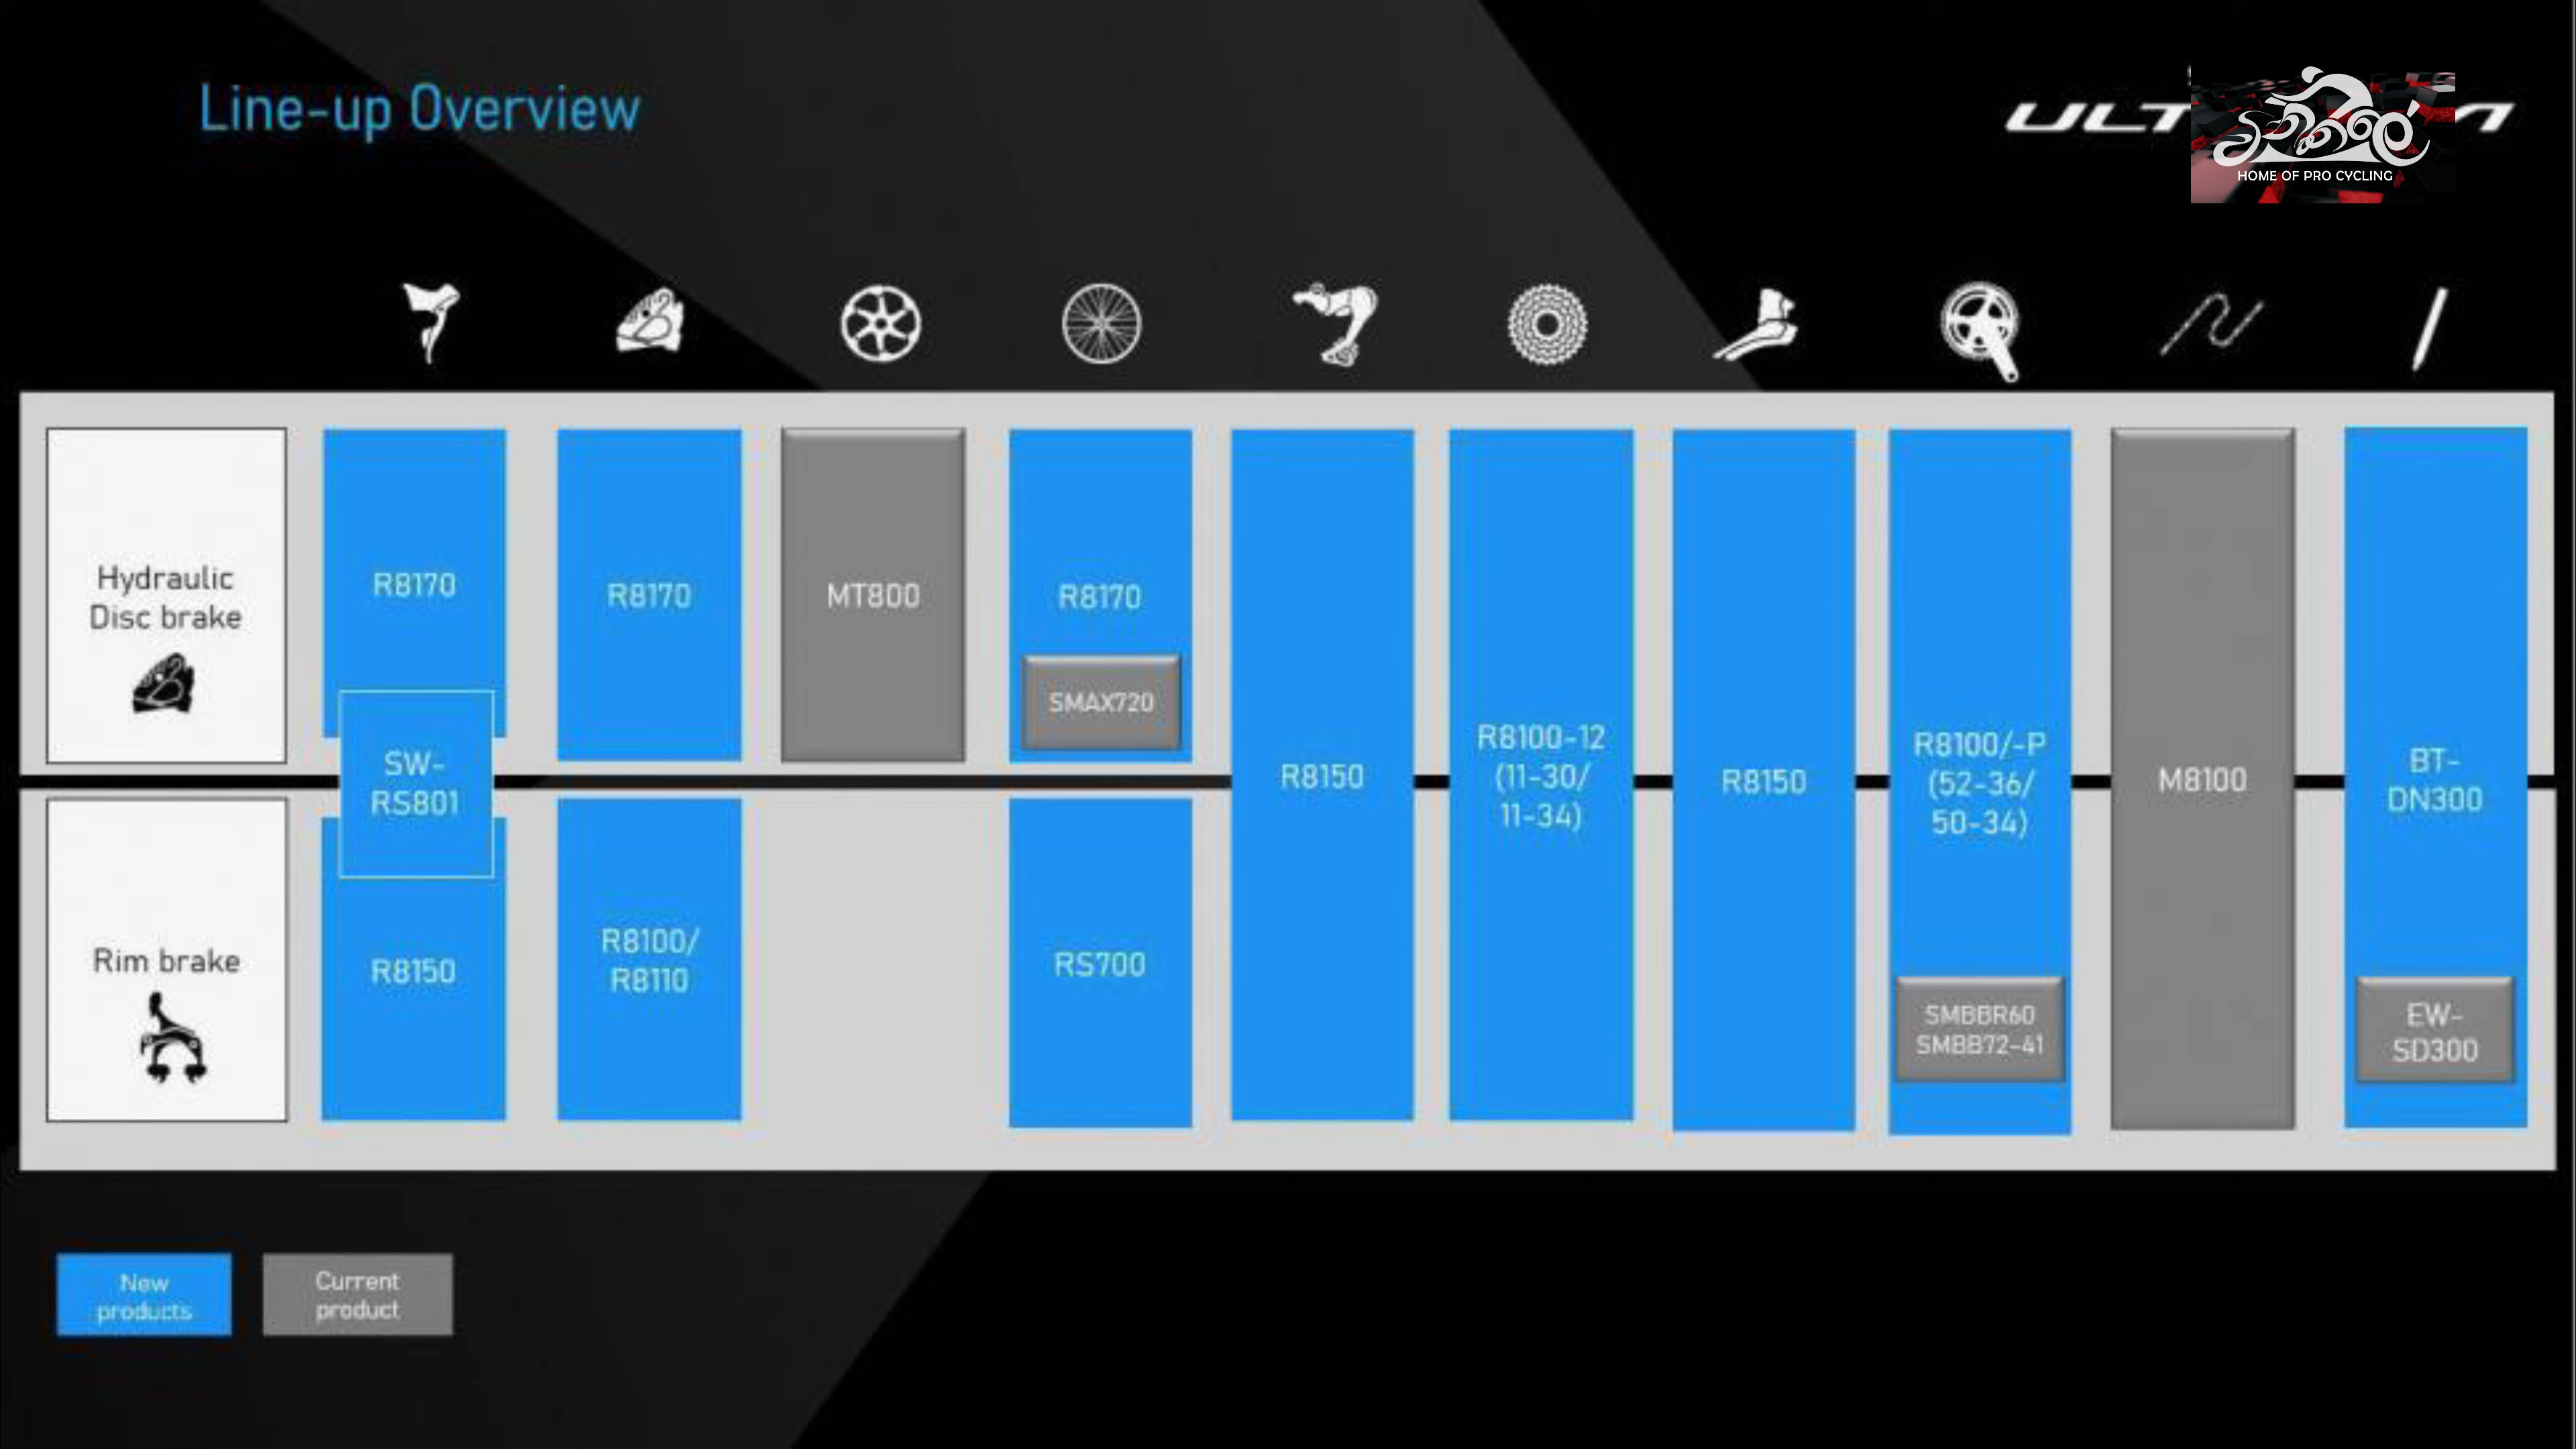 Line-up Overview
HOME OF PRO CYCLING
Hydraulic
Disc brake
R8170
R8170
MT800
R8170
SMAX720
SW-
RS801
R8150
R8100-12
(11-30/
11-34)
R8150
R8100/-P
(52-36/
50-34)
M8100
BT-
DN300
Rim brake
R8150
R8100/
R8110
RS700
SMBBR60
SMBB72-41
EW-
SD300
New
products
Current
product